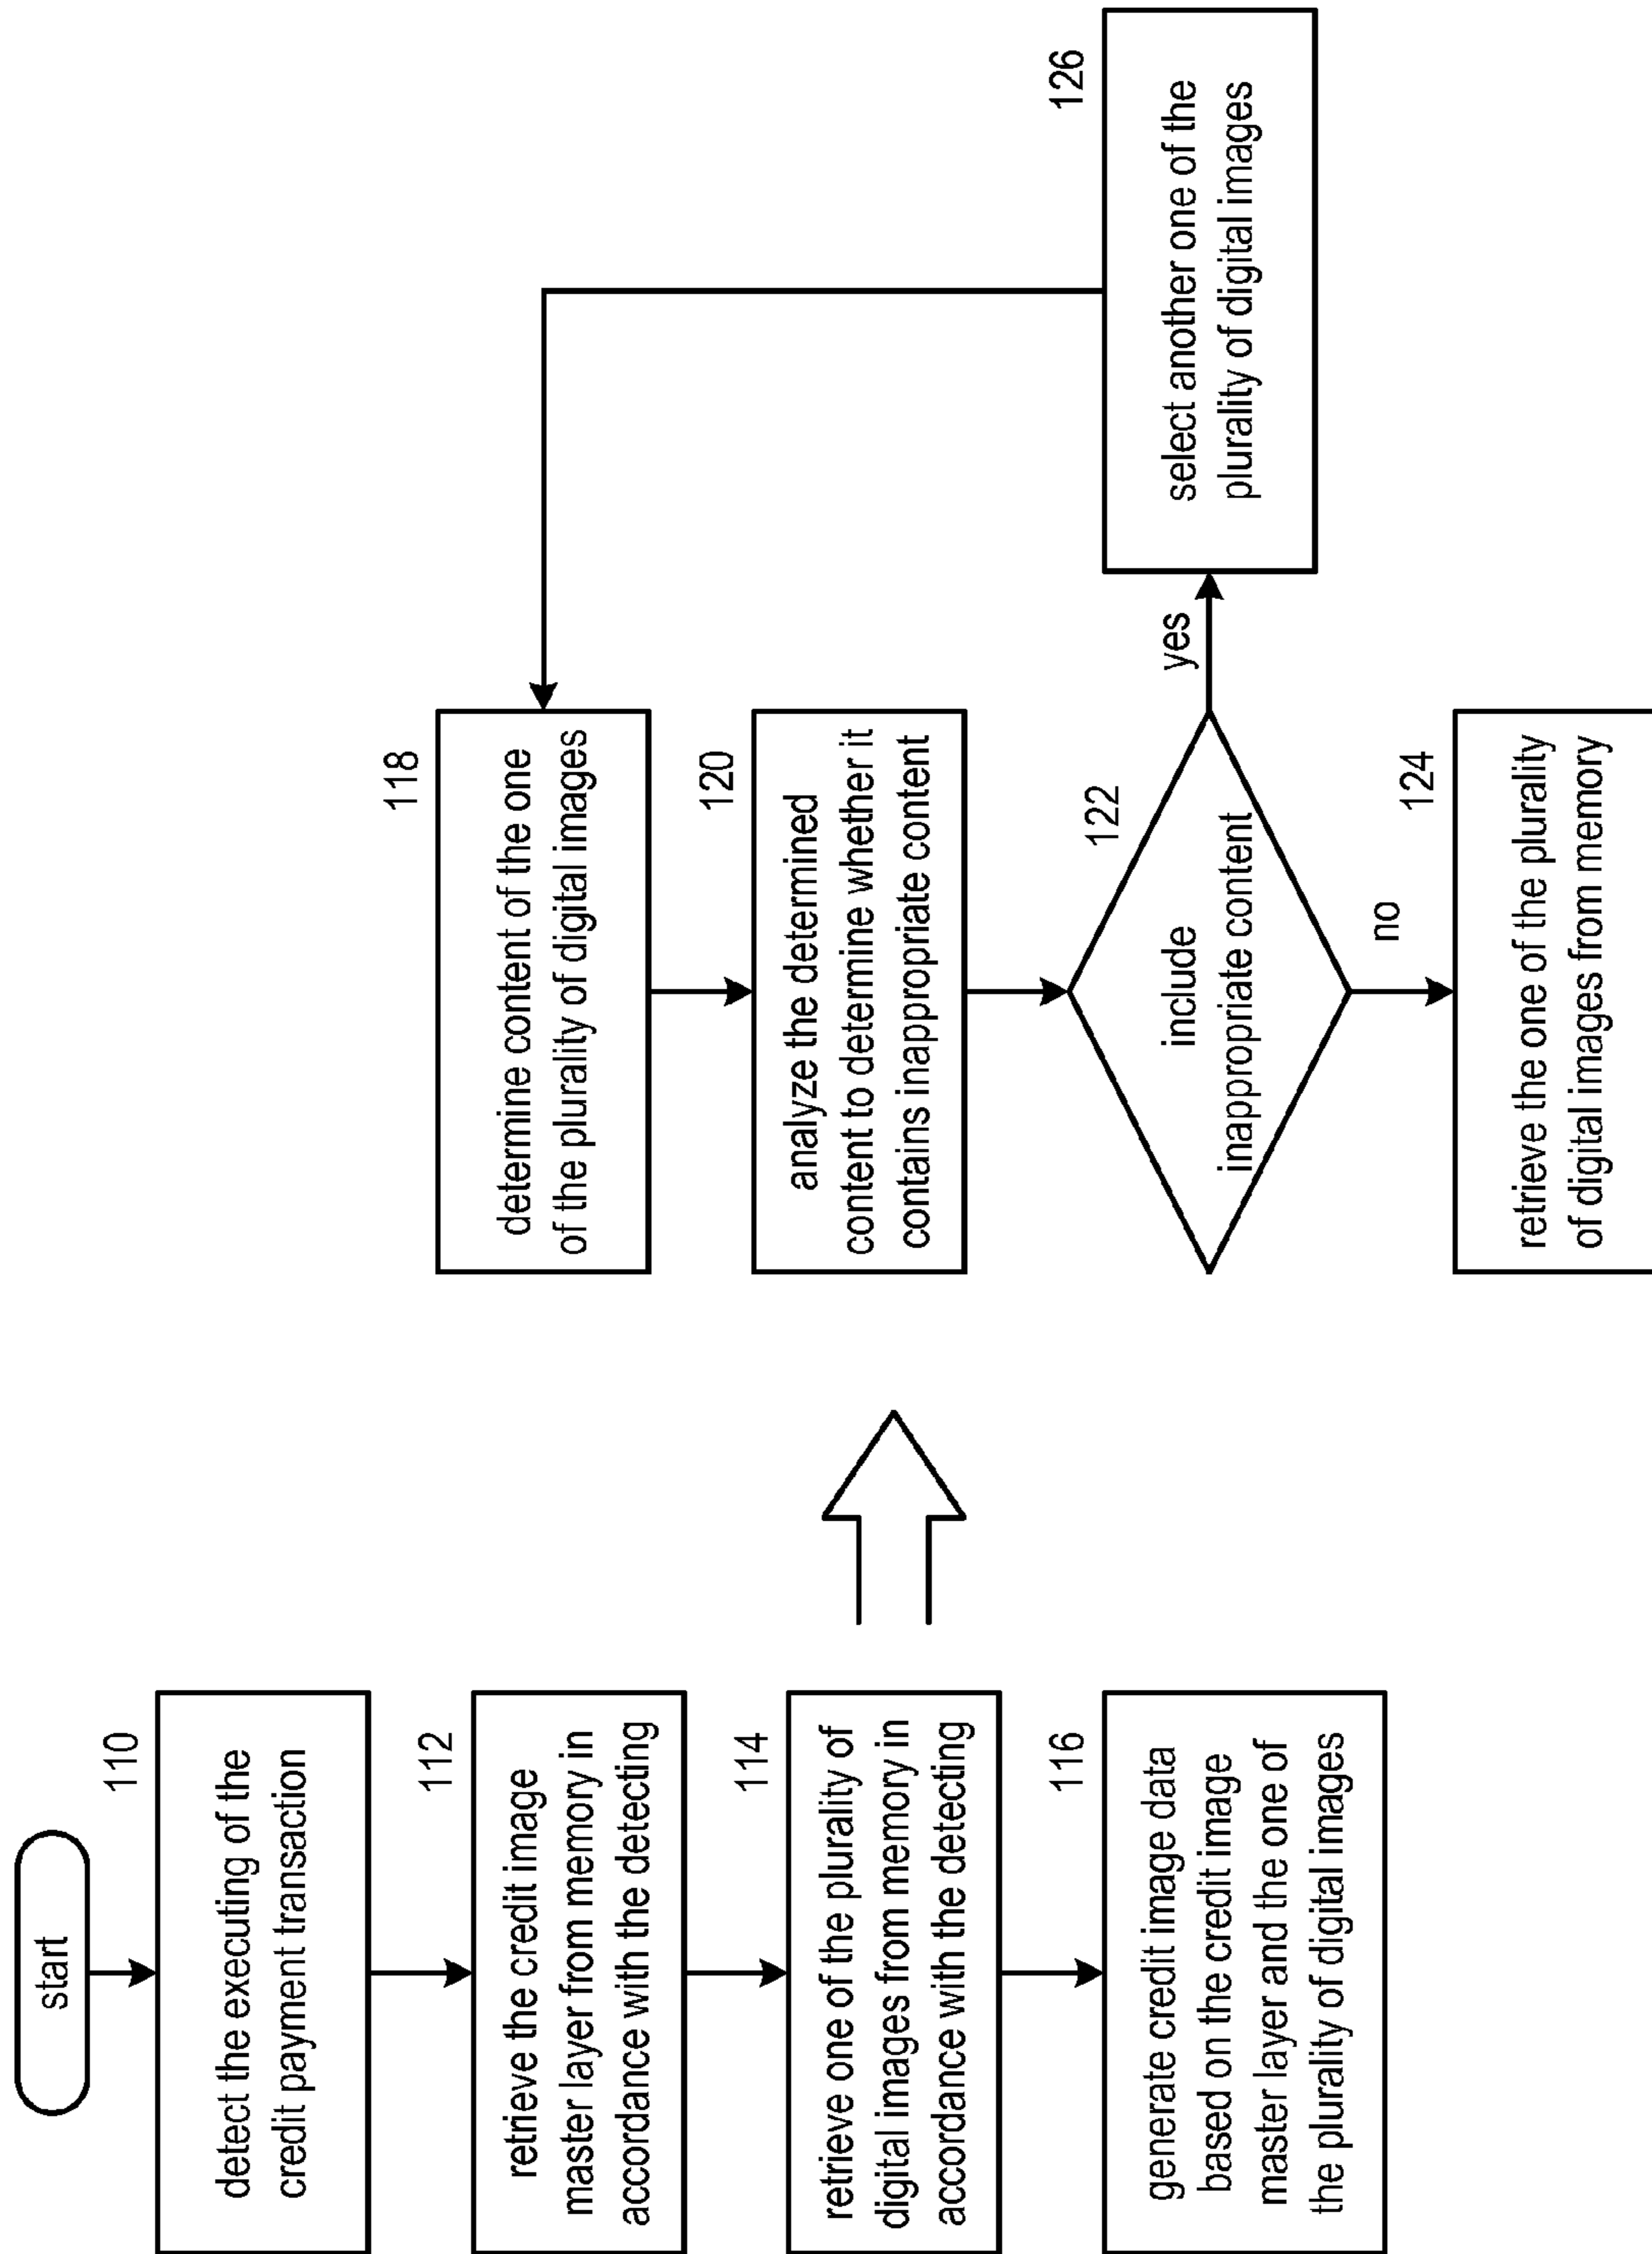 start
110
detect the executing of the
credit payment transaction
112
retrieve the credit image
master layer from memory in
accordance with the detecting
114
retrieve one of the plurality of
digital images from memory in
accordance with the detecting
116
generate credit image data
based on the credit image
master layer and the one of
the plurality of digital images
118
determine content of the one
of the plurality of digital images
120
analyze the determined
content to determine whether it
contains inappropriate content
122
include
inappropriate content
yes
no
124
retrieve the one of the plurality
of digital images from memory
126
select another one of the
plurality of digital images